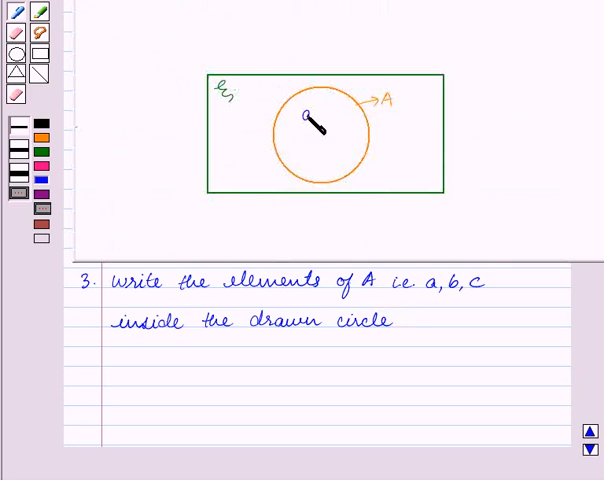 ξ
A
a
3. Write the elements of A i.e. a, b, c
inside the drawn circle